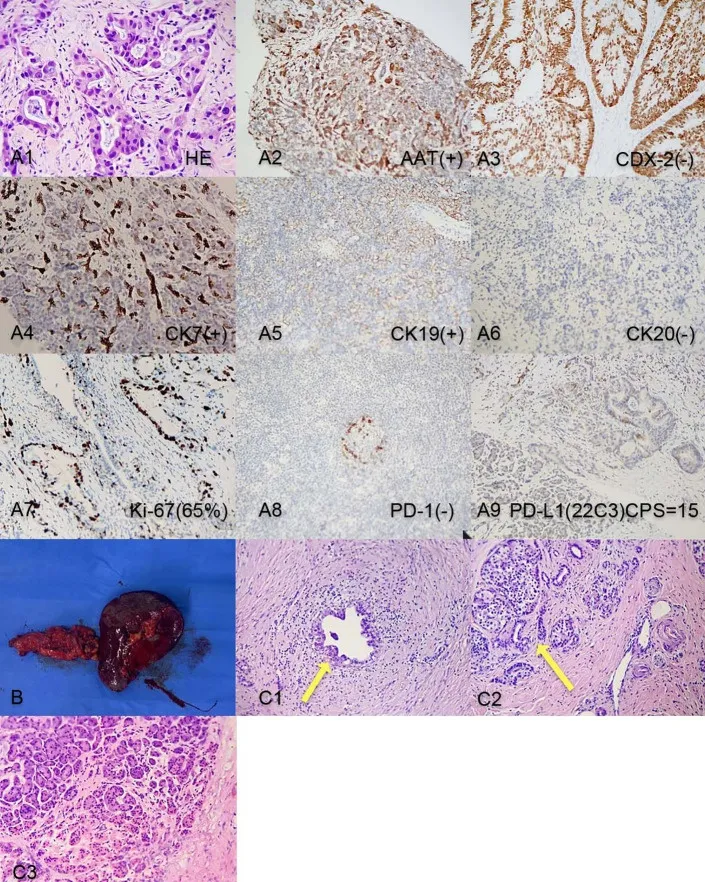 A1 HE
A2 AAT(+)
A3 CDX-2(-)
A4 CK7(+)
A5 CK19(+)
A6 CK20(-)
A7 Ki-67(65%)
A8 PD-1(-)
A9 PD-L1(22C3)CPS=15
B
C1
C2
C3